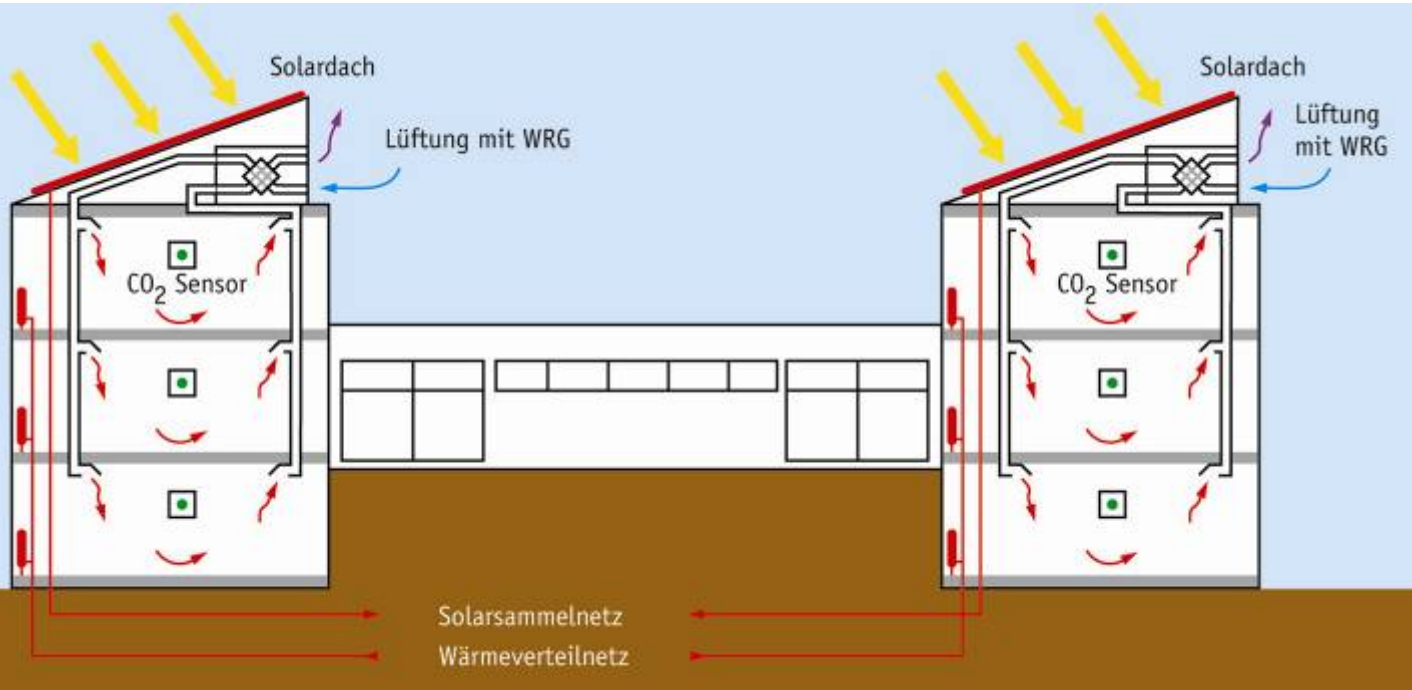 Solardach
Lüftung mit WRG
CO2 Sensor
Solardach
Lüftung
mit WRG
CO2 Sensor
Solarsammelnetz
Wärmeverteilnetz